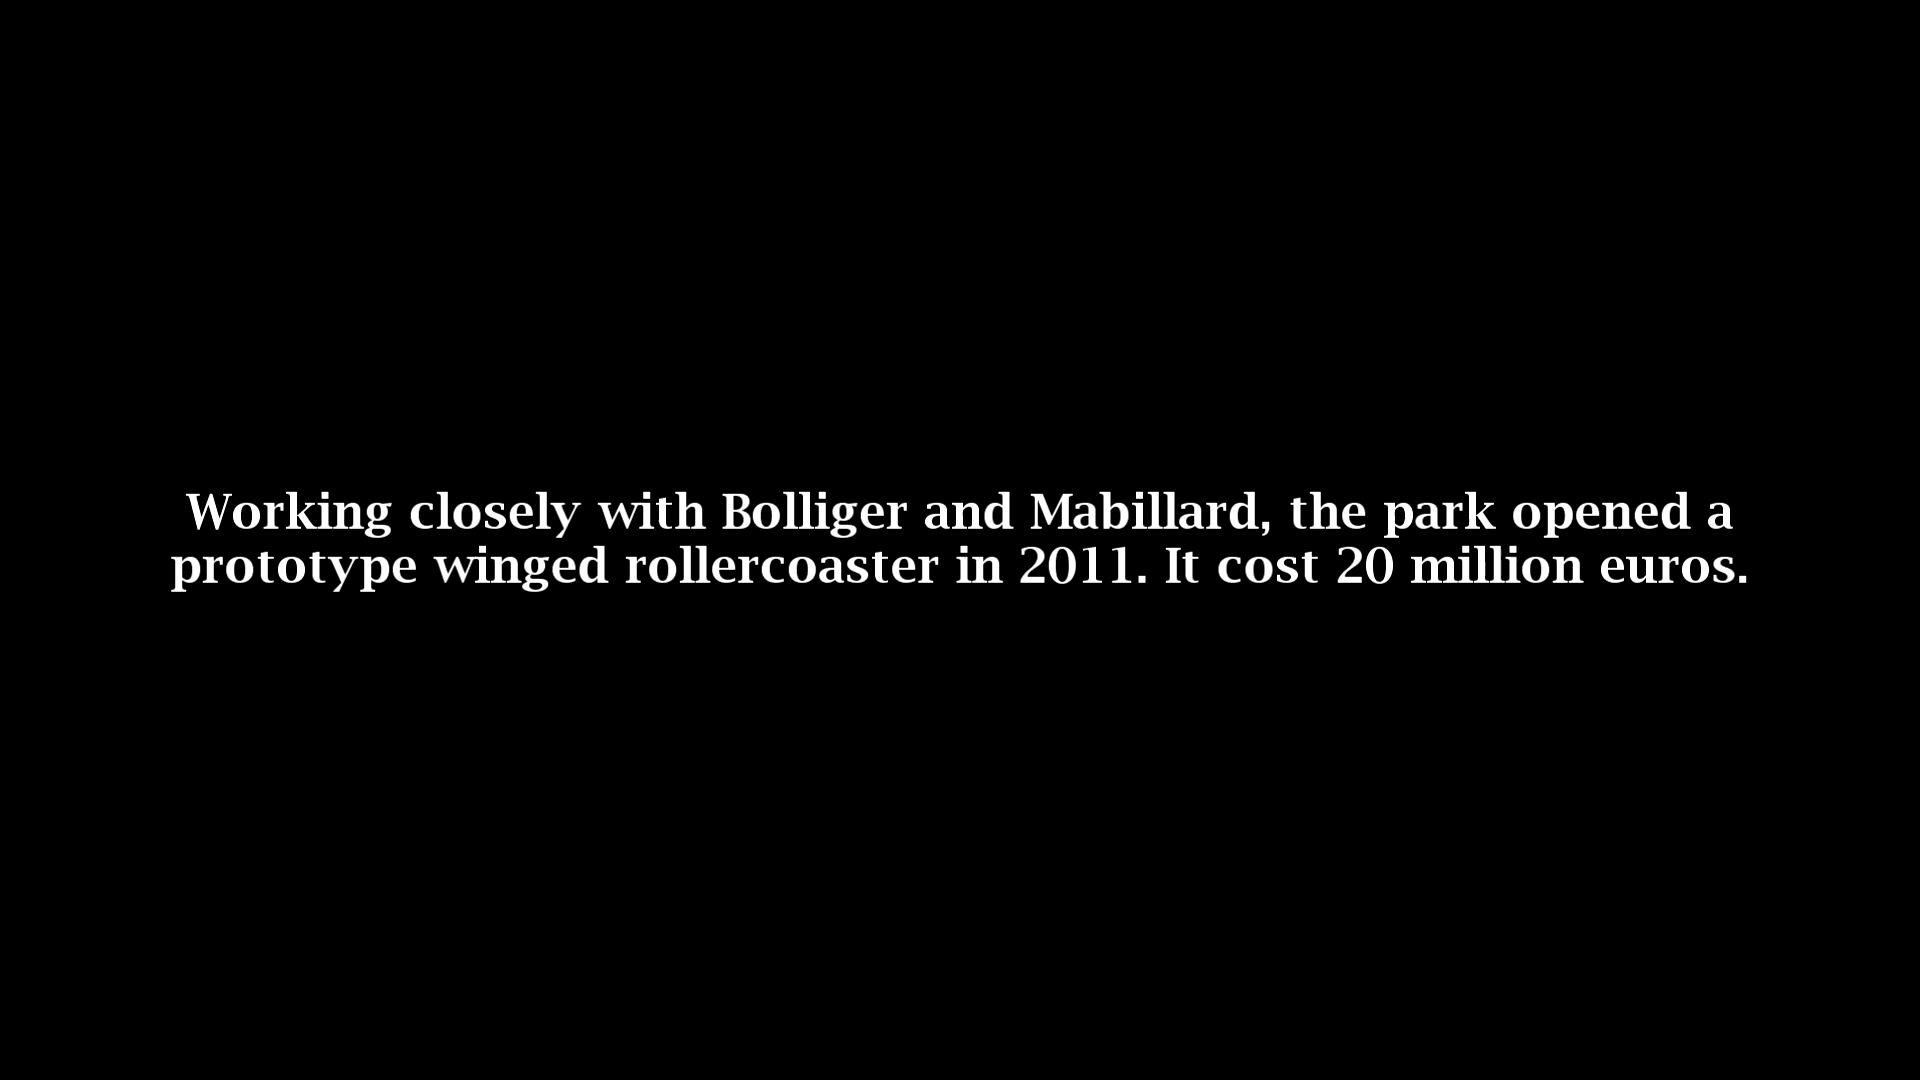 Working closely with Bolliger and Mabillard, the park opened a
prototype winged rollercoaster in 2011. It cost 20 million euros.